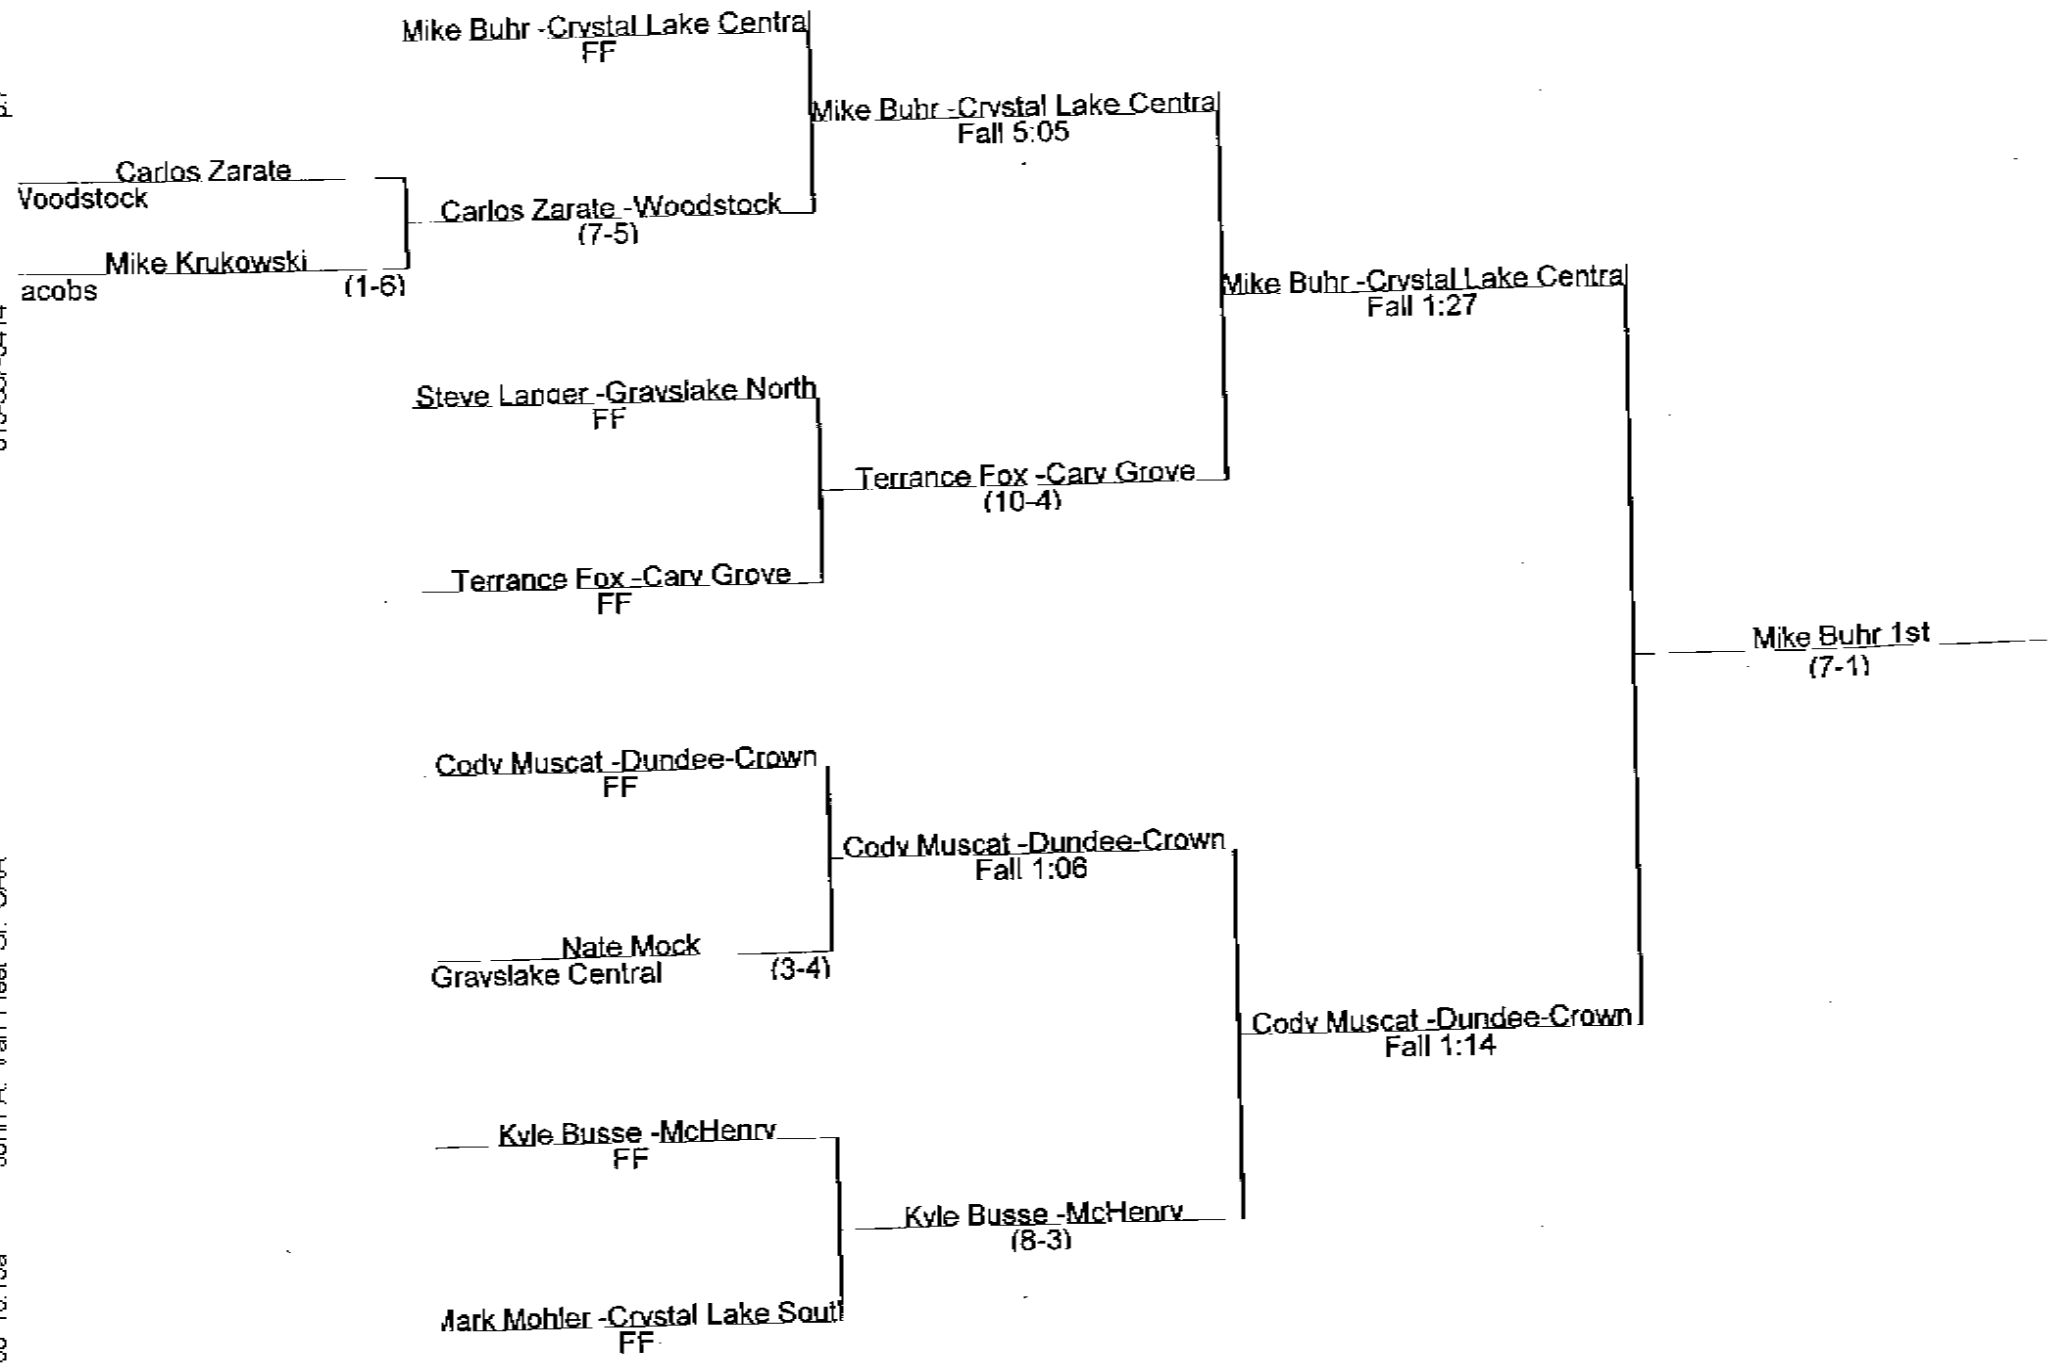 Mike Buhr -Crystal Lake Central
FF
Mike Buhr -Crystal Lake Central
Fall 5:05
Carlos Zarate
Woodstock
Carlos Zarate -Woodstock
(7-5)
Mike Krukowski
acobs
(1-6)
Mike Buhr -Crystal Lake Central
Fall 1:27
Steve Langer -Grayslake North
FF
Terrance Fox -Cary Grove
(10-4)
Terrance Fox -Cary Grove
FF
Mike Buhr 1st
(7-1)
Cody Muscat -Dundee-Crown
FF
Cody Muscat -Dundee-Crown
Fall 1:06
Nate Mock
Grayslake Central
(3-4)
Cody Muscat -Dundee-Crown
Fall 1:14
Kyle Busse -McHenry
FF
Kyle Busse -McHenry
(8-3)
Mark Mohler -Crystal Lake Sout
FF